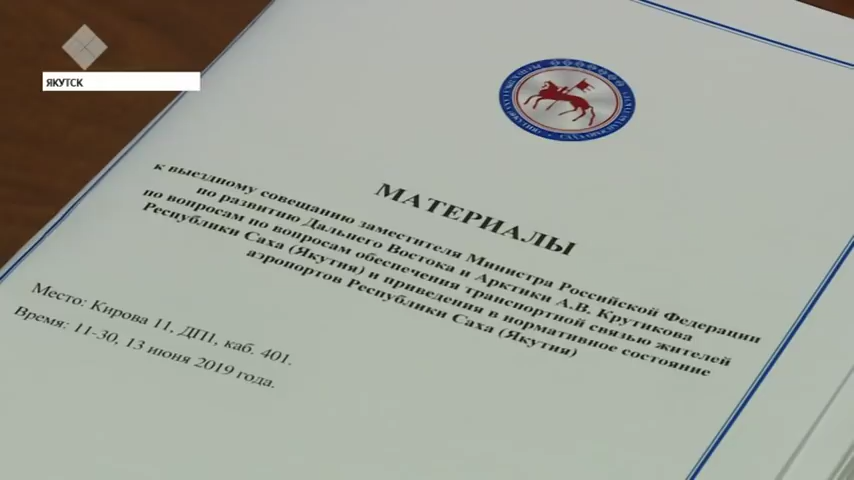 ЯКУТСК
МАТЕРИАЛЫ
к выездному совещанию заместителя Министра Российской Федерации
по развитию Дальнего Востока и Арктики А.В. Крутикова
по вопросам по вопросам обеспечения транспортной связью жителей
Республики Саха (Якутия) и приведения в нормативное состояние
аэропортов Республики Саха (Якутия)
Место: Кирова 11, ДП1, каб. 401.
Время: 11-30, 13 июня 2019 года.